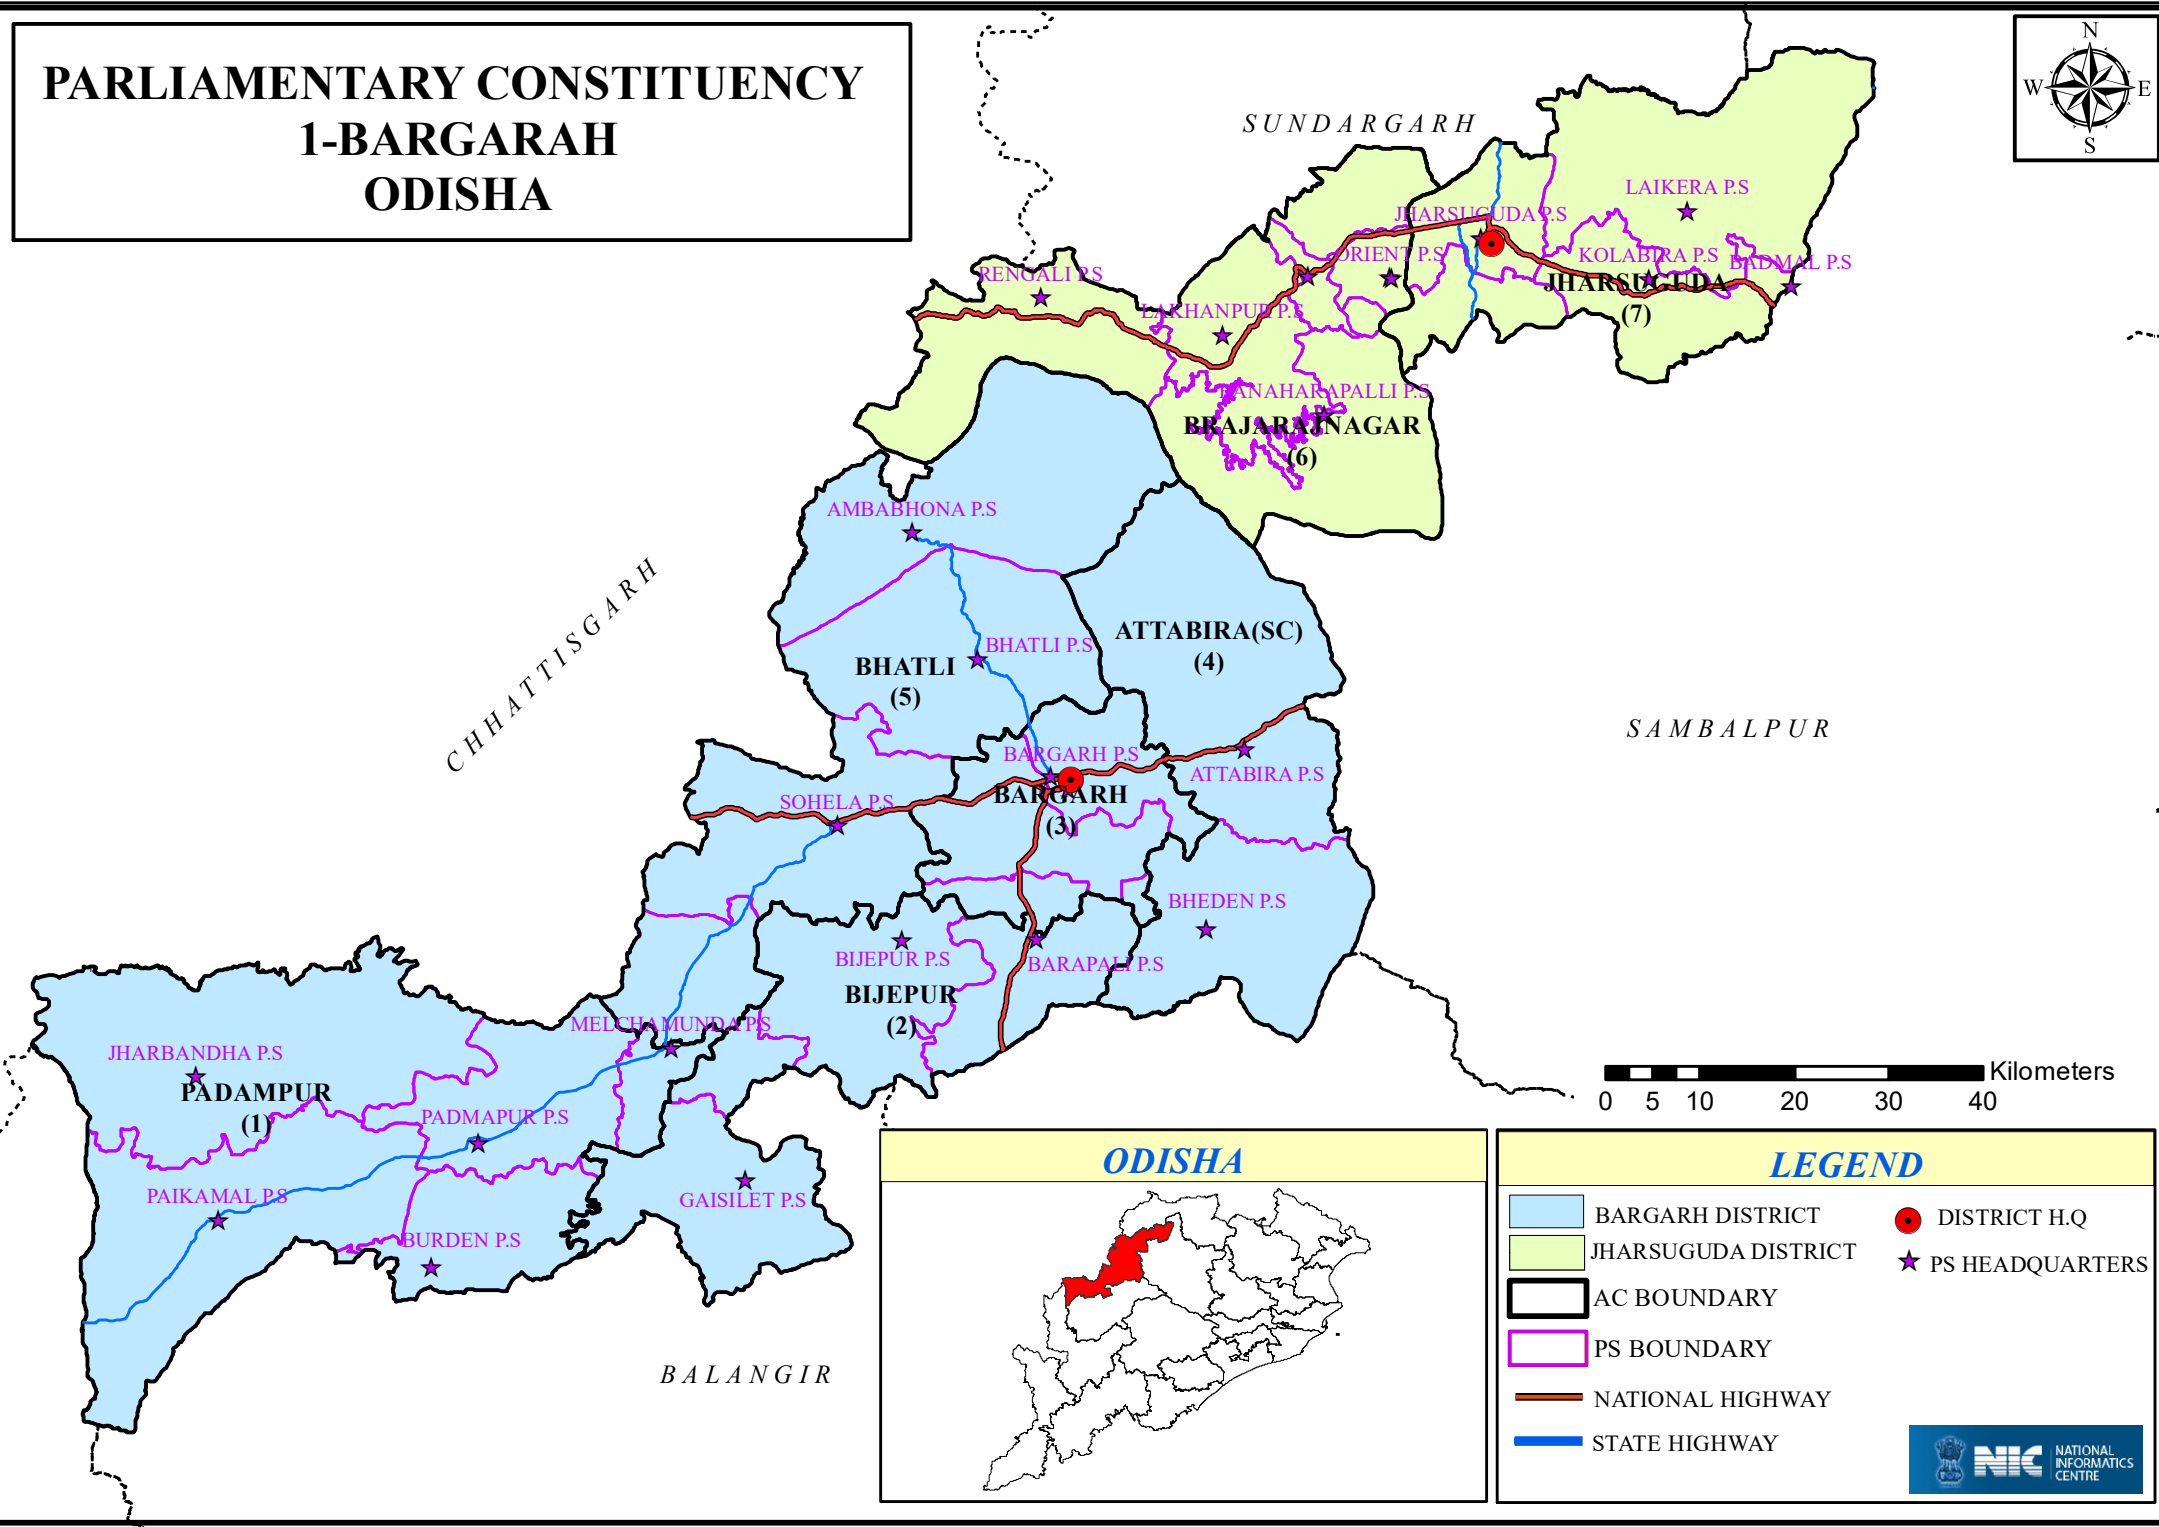 PARLIAMENTARY CONSTITUENCY
1-BARGARAH
ODISHA
N
W
E
S
SUNDARGARH
LAIKERA P.S
JHARSUGUDA P.S
ORIENT P.S
KOLABIRA P.S
BADMAL P.S
RENGALI P.S
JHARSUGUDA
(7)
LAKHANPUR P.S
BANAHARAPALLI P.S
BRAJARAJNAGAR
(6)
AMBABHONA P.S
CHHATTISGARH
ATTABIRA(SC)
(4)
BHATLI P.S
BHATLI
(5)
SAMBALPUR
BARGARH P.S
ATTABIRA P.S
BARGARH
(3)
SOHELA P.S
BHEDEN P.S
BIJEPUR P.S
BARAPALI P.S
BIJEPUR
(2)
MELCHAMUNDA P.S
JHARBANDHA P.S
PADAMPUR
(1)
PADMAPUR P.S
PAIKAMAL P.S
GAISILET P.S
BURDEN P.S
BALANGIR
Kilometers
0 5 10 20 30 40
ODISHA
LEGEND
BARGARH DISTRICT
DISTRICT H.Q
JHARSUGUDA DISTRICT
PS HEADQUARTERS
AC BOUNDARY
PS BOUNDARY
NATIONAL HIGHWAY
STATE HIGHWAY
NIC
NATIONAL
INFORMATICS
CENTRE